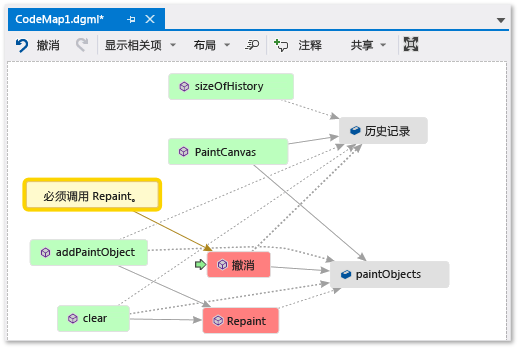 CodeMap1.dgml*
撤消 显示相关项 布局 注释 共享
sizeOfHistory
历史记录
PaintCanvas
必须调用 Repaint。
addPaintObject
撤消
paintObjects
clear
Repaint